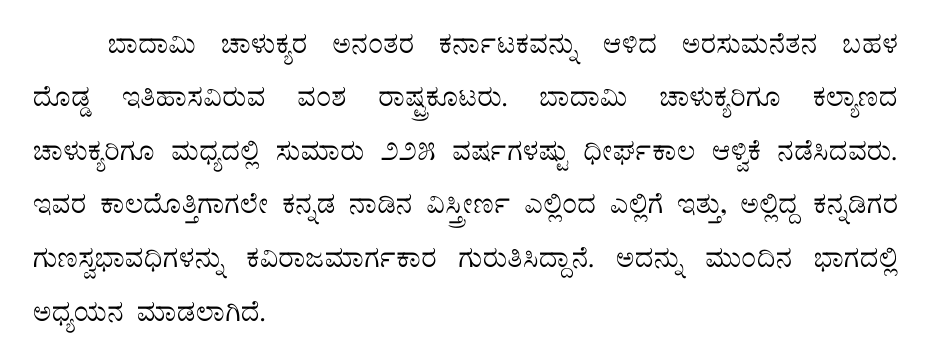 ಬಾದಾಮಿ ಚಾಳುಕ್ಯರ ಅನಂತರ ಕರ್ನಾಟಕವನ್ನು ಆಳಿದ ಅರಸುಮನೆತನ ಬಹಳ
ದೊಡ್ಡ ಇತಿಹಾಸವಿರುವ ವಂಶ ರಾಷ್ಟ್ರಕೂಟರು. ಬಾದಾಮಿ ಚಾಳುಕ್ಯರಿಗೂ ಕಲ್ಯಾಣದ
ಚಾಳುಕ್ಯರಿಗೂ ಮಧ್ಯದಲ್ಲಿ ಸುಮಾರು ೨೨೫ ವರ್ಷಗಳಷ್ಟು ಧೀರ್ಘಕಾಲ ಆಳ್ವಿಕೆ ನಡೆಸಿದವರು.
ಇವರ ಕಾಲದೊತ್ತಿಗಾಗಲೇ ಕನ್ನಡ ನಾಡಿನ ವಿಸ್ತ್ರೀರ್ಣ ಎಲ್ಲಿಂದ ಎಲ್ಲಿಗೆ ಇತ್ತು, ಅಲ್ಲಿದ್ದ ಕನ್ನಡಿಗರ
ಗುಣಸ್ವಭಾವಧಿಗಳನ್ನು ಕವಿರಾಜಮಾರ್ಗಕಾರ ಗುರುತಿಸಿದ್ದಾನೆ. ಅದನ್ನು ಮುಂದಿನ ಭಾಗದಲ್ಲಿ
ಅಧ್ಯಯನ ಮಾಡಲಾಗಿದೆ.